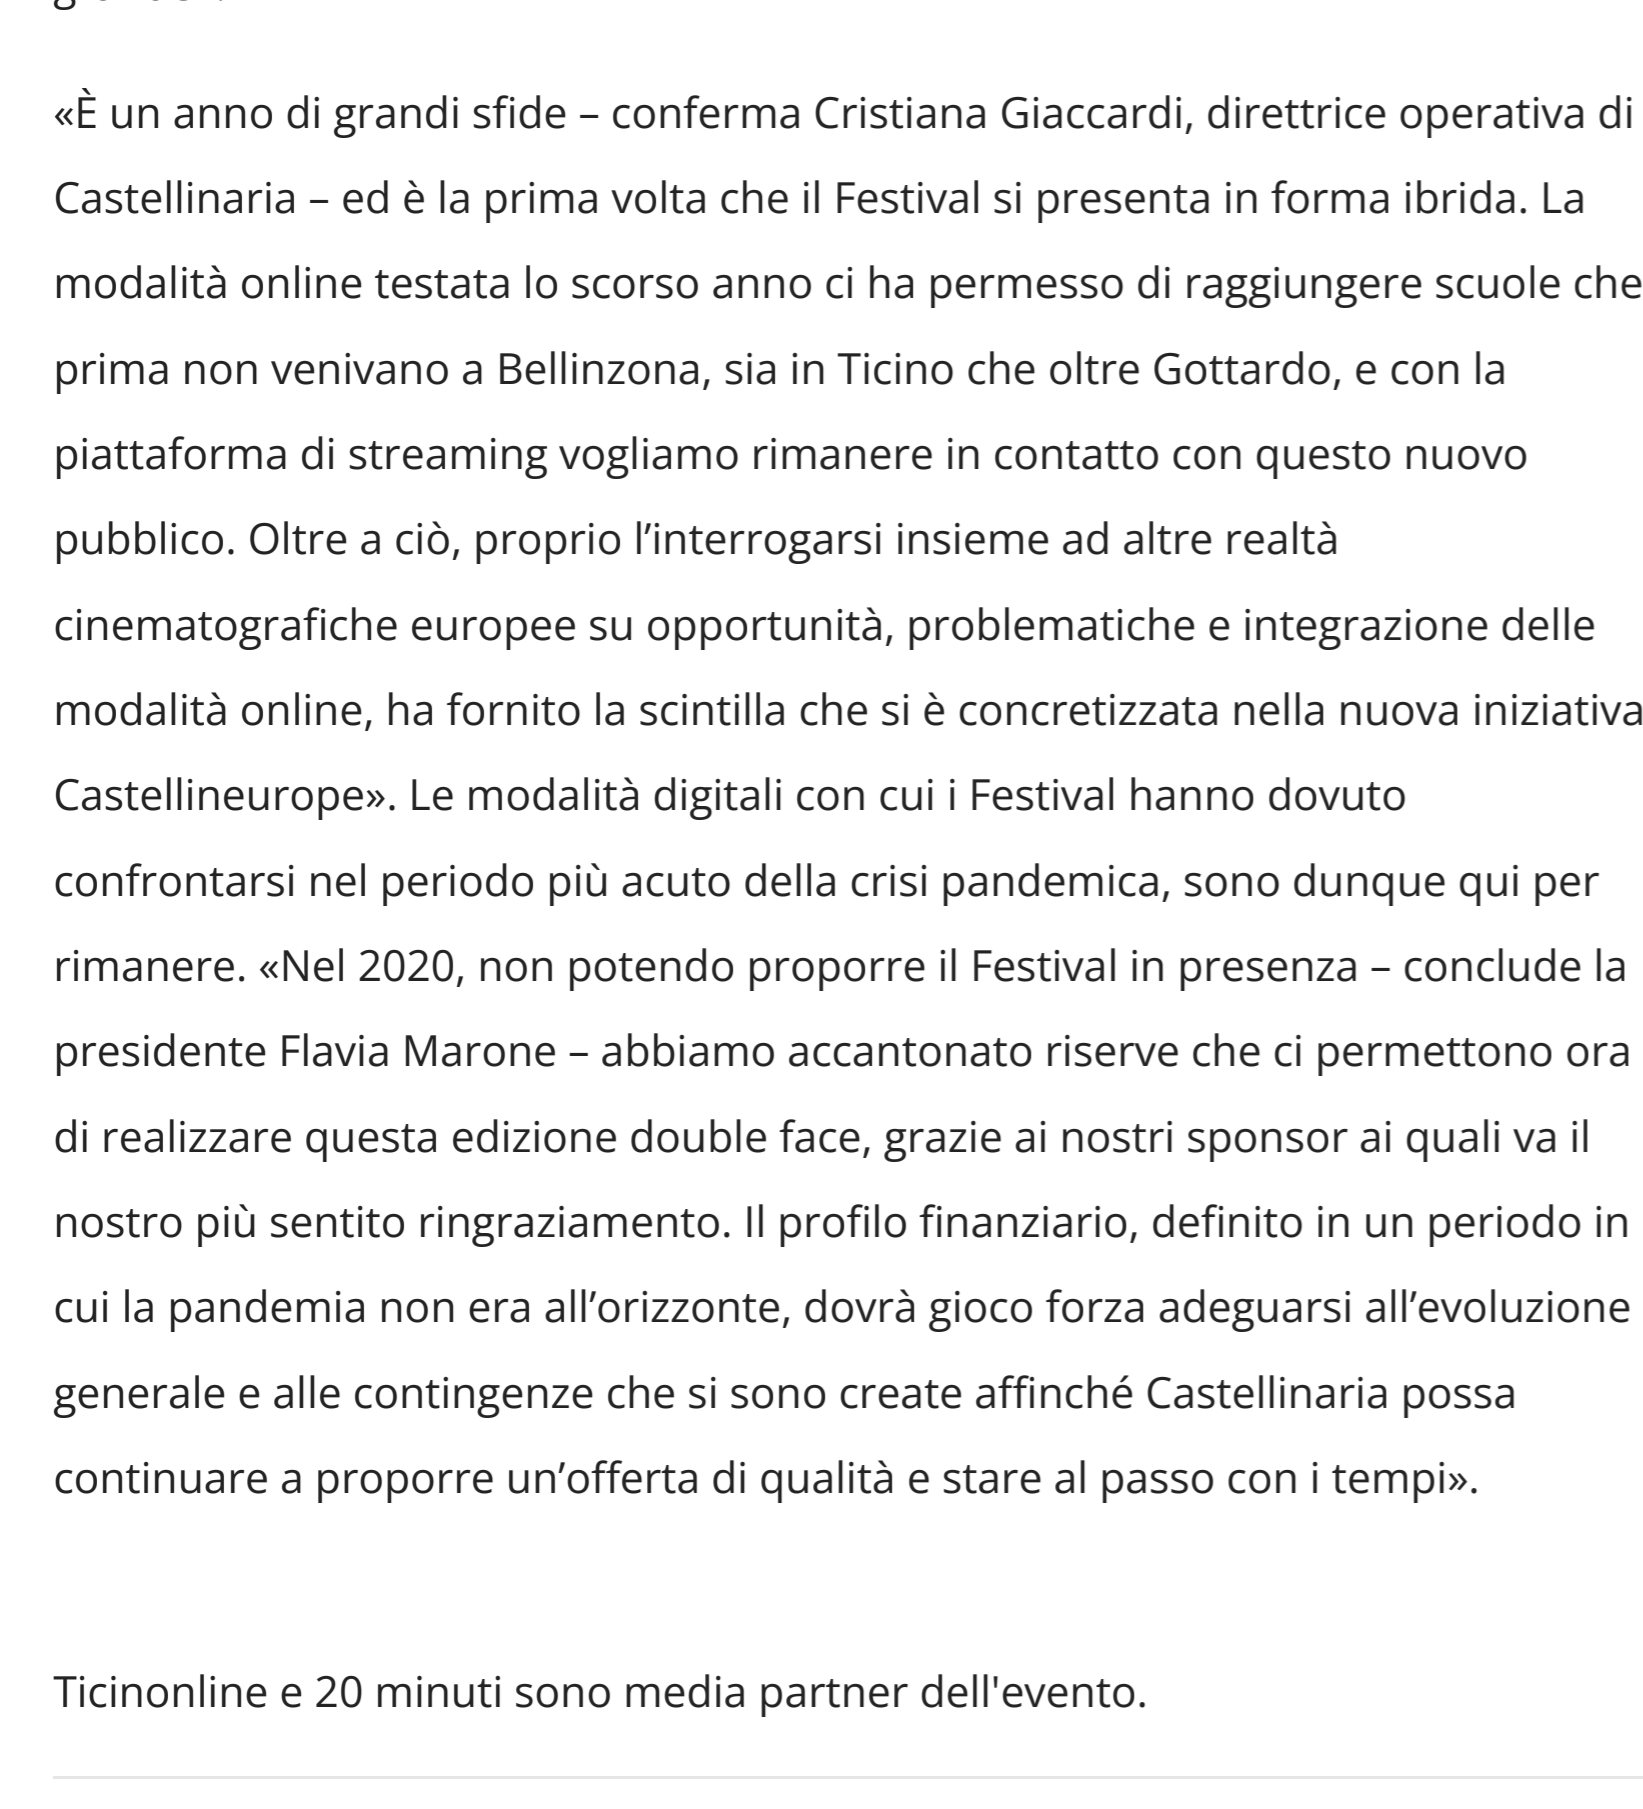 «È un anno di grandi sfide – conferma Cristiana Giaccardi, direttrice operativa di
Castellinaria – ed è la prima volta che il Festival si presenta in forma ibrida. La
modalità online testata lo scorso anno ci ha permesso di raggiungere scuole che
prima non venivano a Bellinzona, sia in Ticino che oltre Gottardo, e con la
piattaforma di streaming vogliamo rimanere in contatto con questo nuovo
pubblico. Oltre a ciò, proprio l’interrogarsi insieme ad altre realtà
cinematografiche europee su opportunità, problematiche e integrazione delle
modalità online, ha fornito la scintilla che si è concretizzata nella nuova iniziativa
Castellineurope». Le modalità digitali con cui i Festival hanno dovuto
confrontarsi nel periodo più acuto della crisi pandemica, sono dunque qui per
rimanere. «Nel 2020, non potendo proporre il Festival in presenza – conclude la
presidente Flavia Marone – abbiamo accantonato riserve che ci permettono ora
di realizzare questa edizione double face, grazie ai nostri sponsor ai quali va il
nostro più sentito ringraziamento. Il profilo finanziario, definito in un periodo in
cui la pandemia non era all’orizzonte, dovrà gioco forza adeguarsi all’evoluzione
generale e alle contingenze che si sono create affinché Castellinaria possa
continuare a proporre un’offerta di qualità e stare al passo con i tempi».
Ticinonline e 20 minuti sono media partner dell'evento.